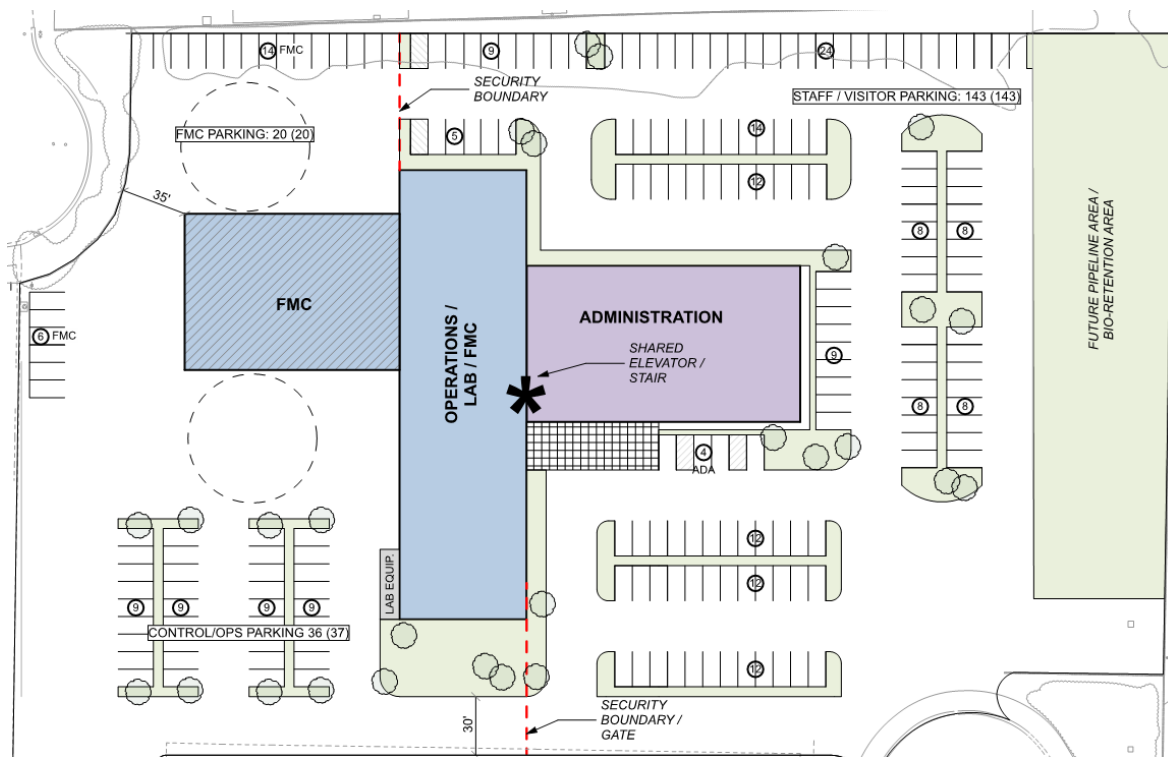 14 FMC
9
24
SECURITY
BOUNDARY
STAFF / VISITOR PARKING: 143 (143)
FMC PARKING: 20 (20)
5
14
12
35'
8
8
FUTURE PIPELINE AREA /
BIO-RETENTION AREA
FMC
OPERATIONS /
LAB / FMC
ADMINISTRATION
SHARED
ELEVATOR /
STAIR
6 FMC
9
8
8
4
ADA
12
LAB EQUIP.
12
9
9
9
9
CONTROL/OPS PARKING 36 (37)
12
30'
SECURITY
BOUNDARY /
GATE